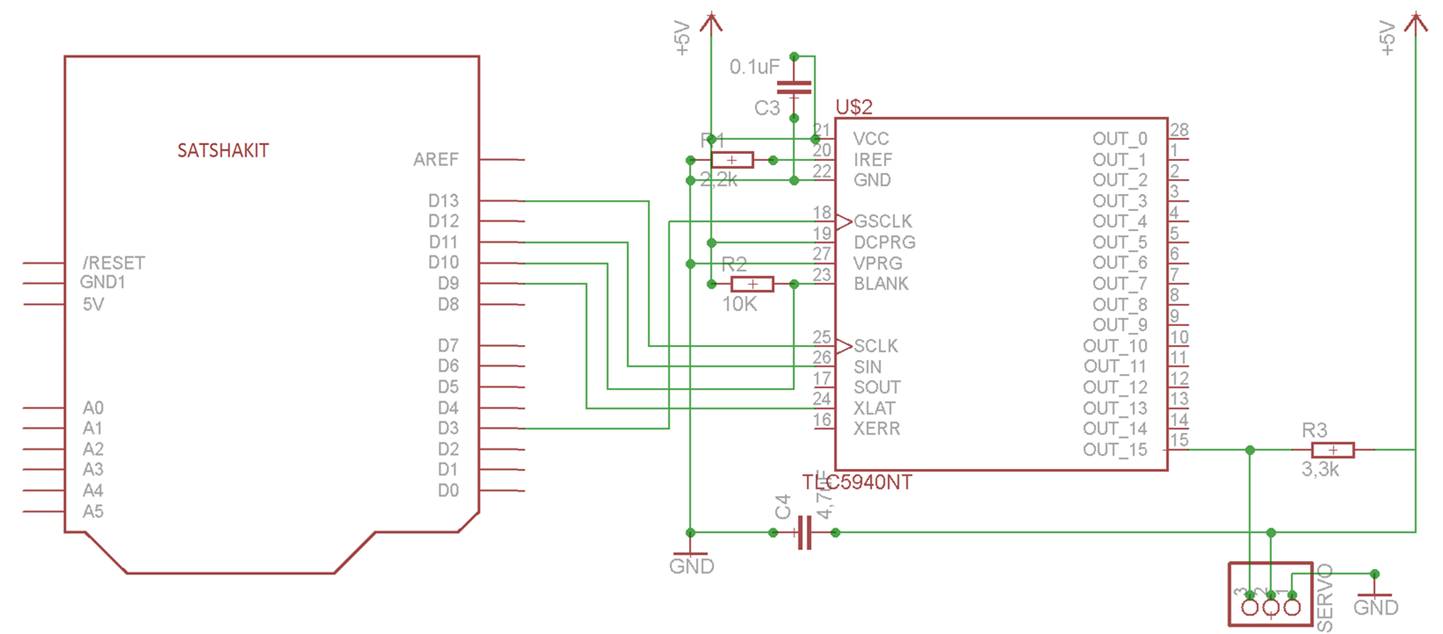 SATSHAKIT
AREF
D13
D12
D11
D10
D9
D8
D7
D6
D5
D4
D3
D2
D1
D0
/RESET
GND1
5V
A0
A1
A2
A3
A4
A5
+5V
0.1uF
C3
R1
2,2k
R2
10K
U$2
21 VCC
20 IREF
22 GND
18 GSCLK
19 DCPRG
27 VPRG
23 BLANK
25 SCLK
26 SIN
17 SOUT
24 XLAT
16 XERR
OUT_0 28
OUT_1 1
OUT_2 2
OUT_3 3
OUT_4 4
OUT_5 5
OUT_6 6
OUT_7 7
OUT_8 8
OUT_9 9
OUT_10 10
OUT_11 11
OUT_12 12
OUT_13 13
OUT_14 14
OUT_15 15
TLC5940NT
C4
GND
+5V
R3
3,3k
3 2 1
SERVO
GND